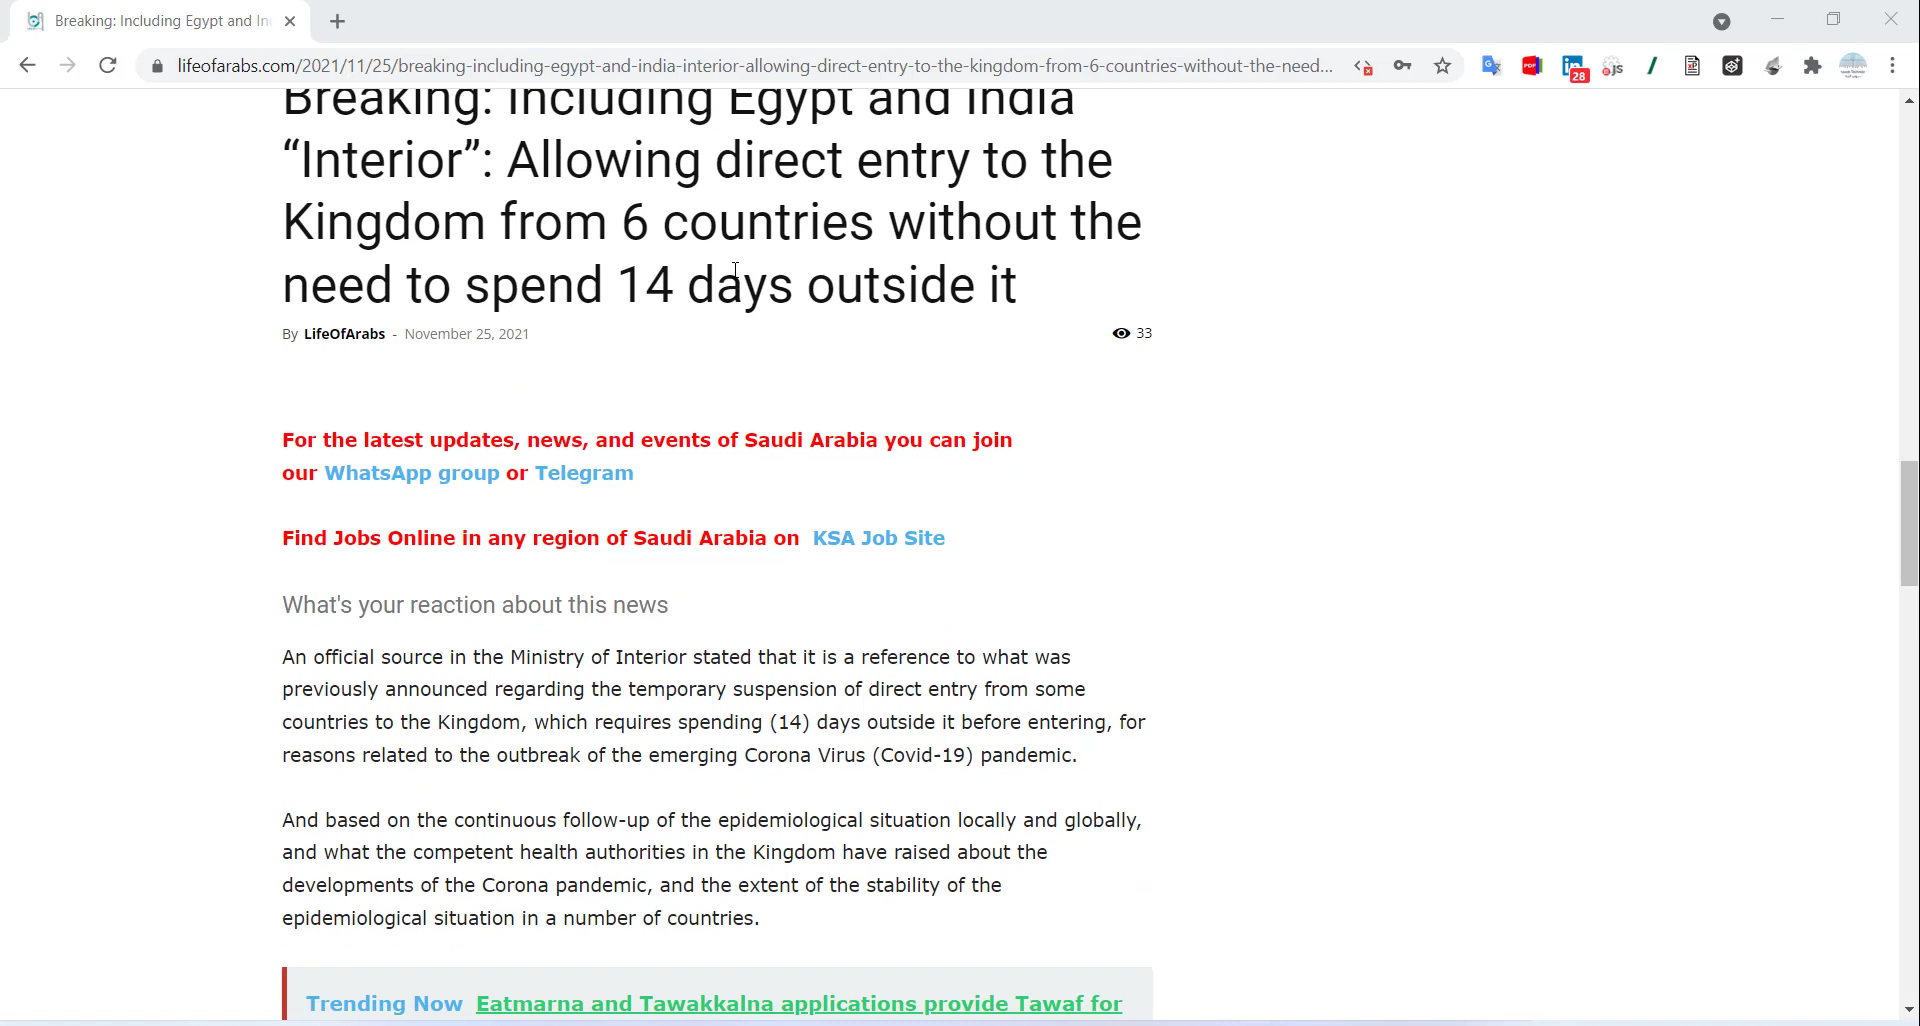 Breaking: Including Egypt and In
lifeofarabs.com/2021/11/25/breaking-including-egypt-and-india-interior-allowing-direct-entry-to-the-kingdom-from-6-countries-without-the-need...
PDF
28
js
Breaking: Including Egypt and India
“Interior”: Allowing direct entry to the
Kingdom from 6 countries without the
need to spend 14 days outside it
By LifeOfArabs - November 25, 2021
33
For the latest updates, news, and events of Saudi Arabia you can join
our WhatsApp group or Telegram
Find Jobs Online in any region of Saudi Arabia on KSA Job Site
What's your reaction about this news
An official source in the Ministry of Interior stated that it is a reference to what was
previously announced regarding the temporary suspension of direct entry from some
countries to the Kingdom, which requires spending (14) days outside it before entering, for
reasons related to the outbreak of the emerging Corona Virus (Covid-19) pandemic.
And based on the continuous follow-up of the epidemiological situation locally and globally,
and what the competent health authorities in the Kingdom have raised about the
developments of the Corona pandemic, and the extent of the stability of the
epidemiological situation in a number of countries.
Trending Now Eatmarna and Tawakkalna applications provide Tawaf for